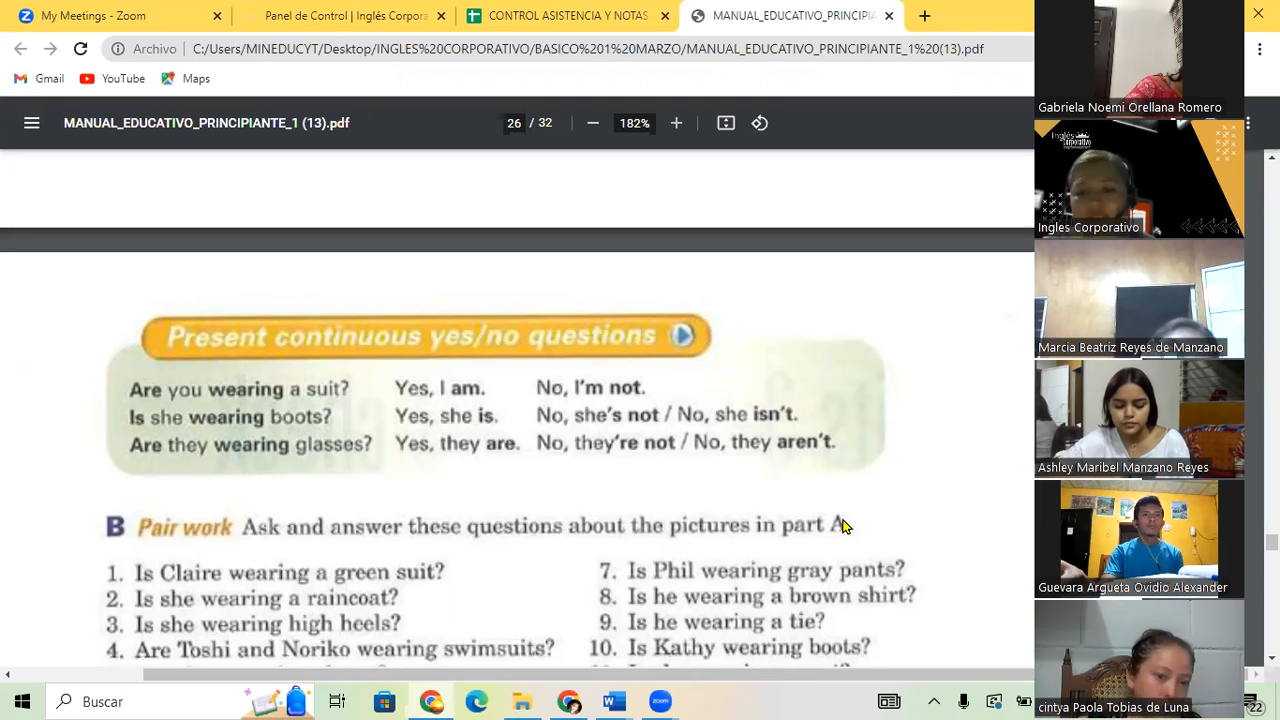 My Meetings - Zoom
Panel de Control | Inglés Corpora
CONTROL ASISTENCIA Y NOTAS
MANUAL_EDUCATIVO_PRINCIPIA
Archivo
C:/Users/MINEDUCYT/Desktop/INGLES%20CORPORATIVO/BASICO%201%20MARZO/MANUAL_EDUCATIVO_PRINCIPIANTE_1%20(13).pdf
Gmail
YouTube
Maps
MANUAL_EDUCATIVO_PRINCIPIANTE_1 (13).pdf
26 / 32
182%
Present continuous yes/no questions
Are you wearing a suit? Yes, I am. No, I'm not.
Is she wearing boots? Yes, she is. No, she's not / No, she isn't.
Are they wearing glasses? Yes, they are. No, they're not / No, they aren't.
B Pair work Ask and answer these questions about the pictures in part A
1. Is Claire wearing a green suit?
2. Is she wearing a raincoat?
3. Is she wearing high heels?
4. Are Toshi and Noriko wearing swimsuits?
7. Is Phil wearing gray pants?
8. Is he wearing a brown shirt?
9. Is he wearing a tie?
10. Is Kathy wearing boots?
Gabriela Noemi Orellana Romero
Inglés
Corporativo
Ingles Corporativo
Marcia Beatriz Reyes de Manzano
Ashley Maribel Manzano Reyes
Guevara Argueta Ovidio Alexander
cintya Paola Tobias de Luna
Buscar
22